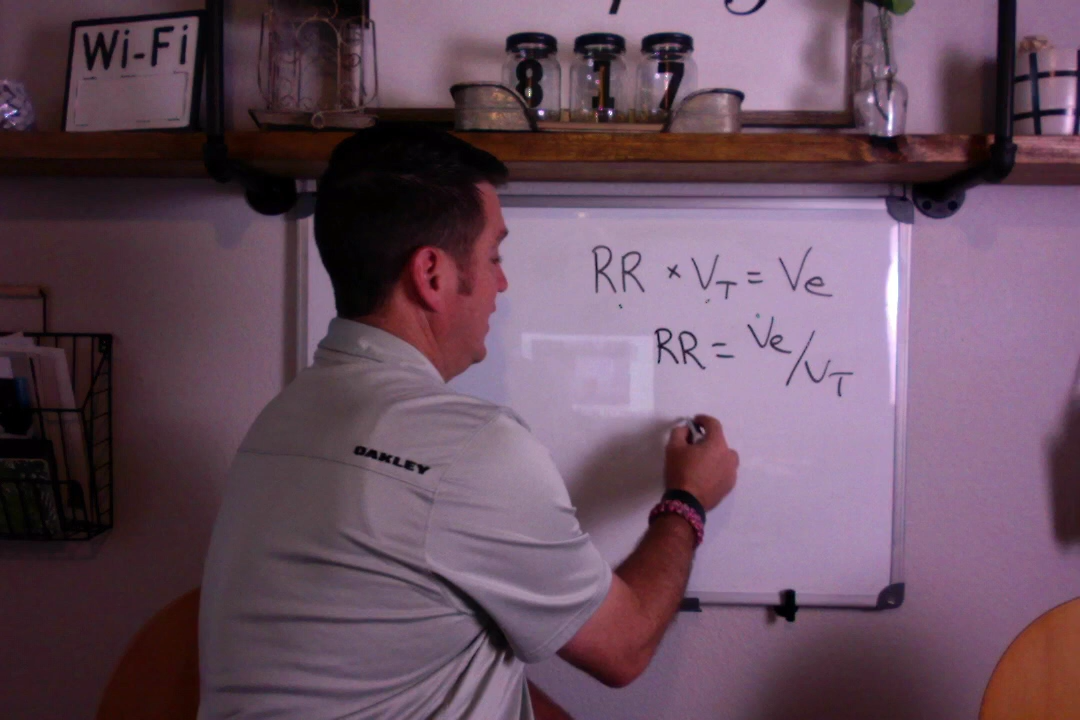 Wi-Fi
8 1 7
RR × VT = Ve
RR = Ve/VT
OAKLEY